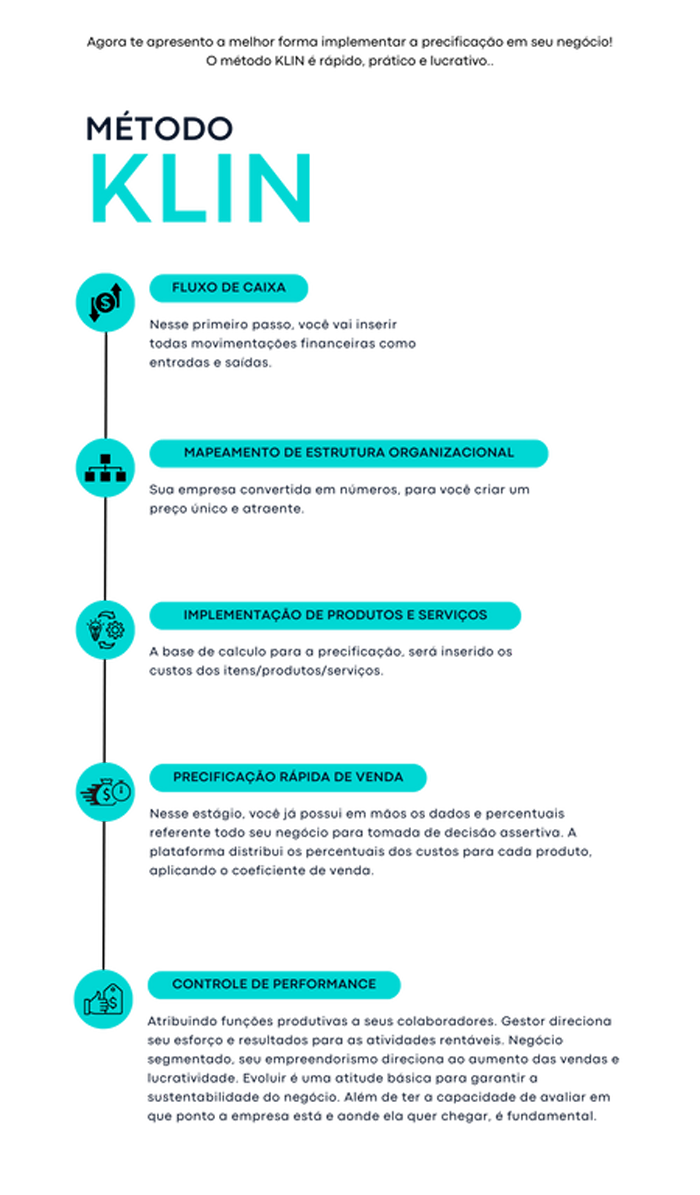 Agora te apresento a melhor forma implementar a precificação em seu negócio!
O método KLIN é rápido, prático e lucrativo..
MÉTODO
KLIN
FLUXO DE CAIXA
Nesse primeiro passo, você vai inserir
todas movimentações financeiras como
entradas e saídas.
MAPEAMENTO DE ESTRUTURA ORGANIZACIONAL
Sua empresa convertida em números, para você criar um
preço único e atraente.
IMPLEMENTAÇÃO DE PRODUTOS E SERVIÇOS
A base de calculo para a precificação, será inserido os
custos dos itens/produtos/serviços.
PRECIFICAÇÃO RÁPIDA DE VENDA
Nesse estágio, você já possui em mãos os dados e percentuais
referente todo seu negócio para tomada de decisão assertiva. A
plataforma distribui os percentuais dos custos para cada produto,
aplicando o coeficiente de venda.
CONTROLE DE PERFORMANCE
Atribuindo funções produtivas a seus colaboradores. Gestor direciona
seu esforço e resultados para as atividades rentáveis. Negócio
segmentado, seu empreendorismo direciona ao aumento das vendas e
lucratividade. Evoluir é uma atitude básica para garantir a
sustentabilidade do negócio. Além de ter a capacidade de avaliar em
que ponto a empresa está e aonde ela quer chegar, é fundamental.